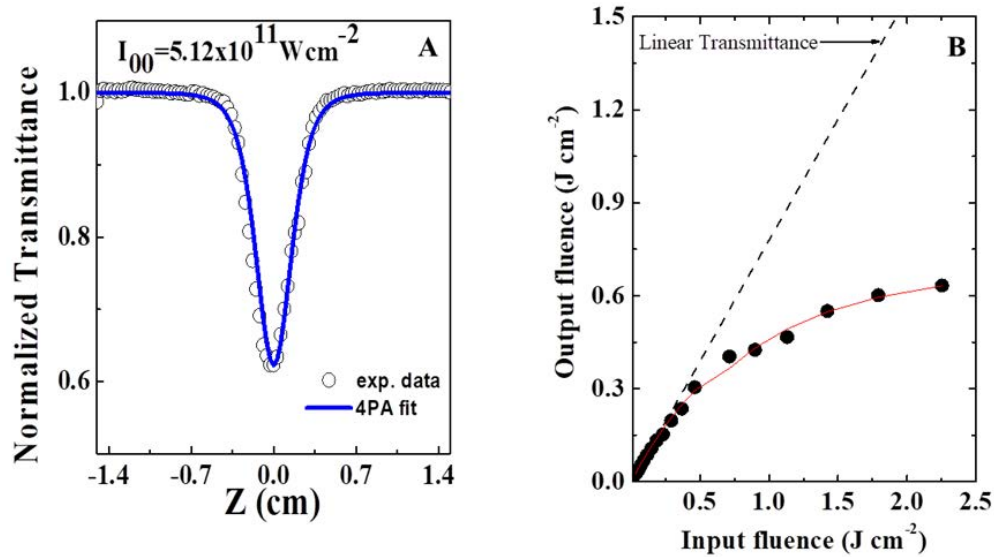 I00=5.12x10^11 Wcm^-2
A
Normalized Transmittance
1.0
0.8
0.6
exp. data
4PA fit
-1.4 -0.7 0.0 0.7 1.4
Z (cm)
Linear Transmittance
B
Output fluence (J cm^-2)
1.5
1.2
0.9
0.6
0.3
0.0
0.5 1.0 1.5 2.0 2.5
Input fluence (J cm^-2)